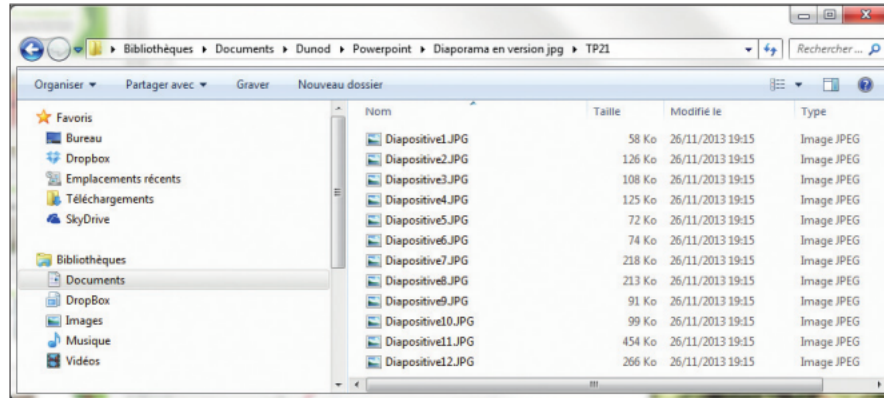 Bibliothèques Documents Dunod Powerpoint Diaporama en version jpg TP21
Rechercher ...
Organiser Partager avec Graver Nouveau dossier
Favoris
Bureau
Dropbox
Emplacements récents
Téléchargements
SkyDrive
Bibliothèques
Documents
DropBox
Images
Musique
Vidéos
Nom Taille Modifié le Type
Diapositive1.JPG 58 Ko 26/11/2013 19:15 Image JPEG
Diapositive2.JPG 126 Ko 26/11/2013 19:15 Image JPEG
Diapositive3.JPG 108 Ko 26/11/2013 19:15 Image JPEG
Diapositive4.JPG 125 Ko 26/11/2013 19:15 Image JPEG
Diapositive5.JPG 72 Ko 26/11/2013 19:15 Image JPEG
Diapositive6.JPG 74 Ko 26/11/2013 19:15 Image JPEG
Diapositive7.JPG 218 Ko 26/11/2013 19:15 Image JPEG
Diapositive8.JPG 213 Ko 26/11/2013 19:15 Image JPEG
Diapositive9.JPG 91 Ko 26/11/2013 19:15 Image JPEG
Diapositive10.JPG 99 Ko 26/11/2013 19:15 Image JPEG
Diapositive11.JPG 454 Ko 26/11/2013 19:15 Image JPEG
Diapositive12.JPG 266 Ko 26/11/2013 19:15 Image JPEG